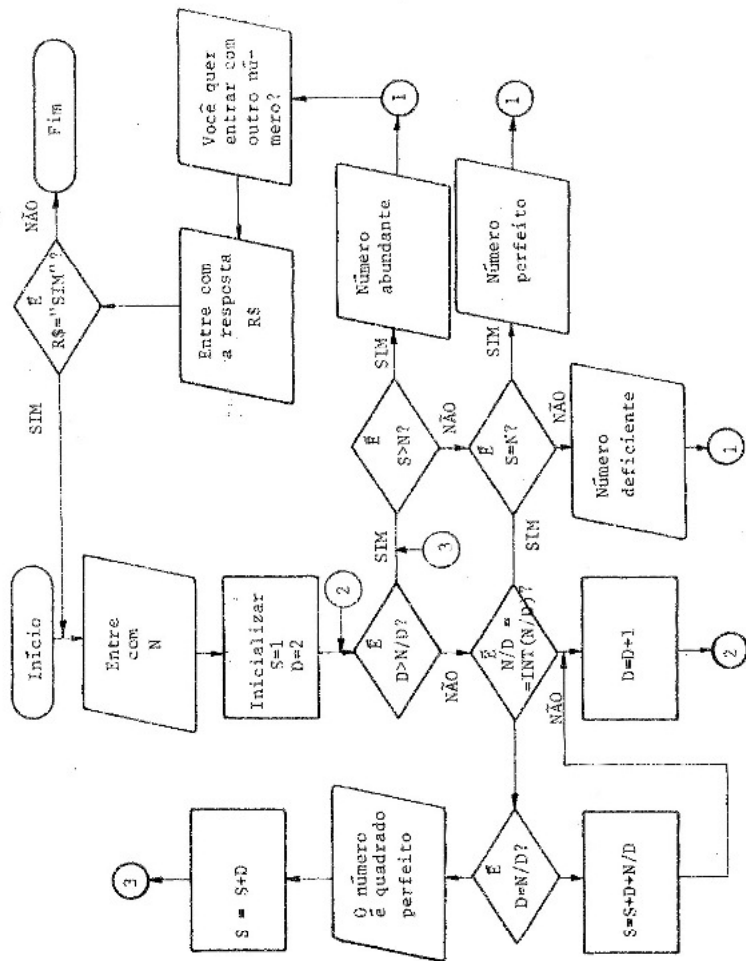 Início
Entre
com
N
Inicializar
S=1
D=2
2
É
D>N/D?
SIM
NÃO
3
É
S>N?
SIM
NÃO
Número
abundante
1
É
N/D =
=INT(N/D)?
SIM
NÃO
É
S=N?
SIM
NÃO
Número
perfeito
1
Número
deficiente
1
D=D+1
2
É
D=N/D?
S=S+D+N/D
O número
é quadrado
perfeito
S = S+D
3
Você quer
entrar com
outro nú-
mero?
Entre com
a resposta
R$
É
R$="SIM"?
SIM
NÃO
Fim